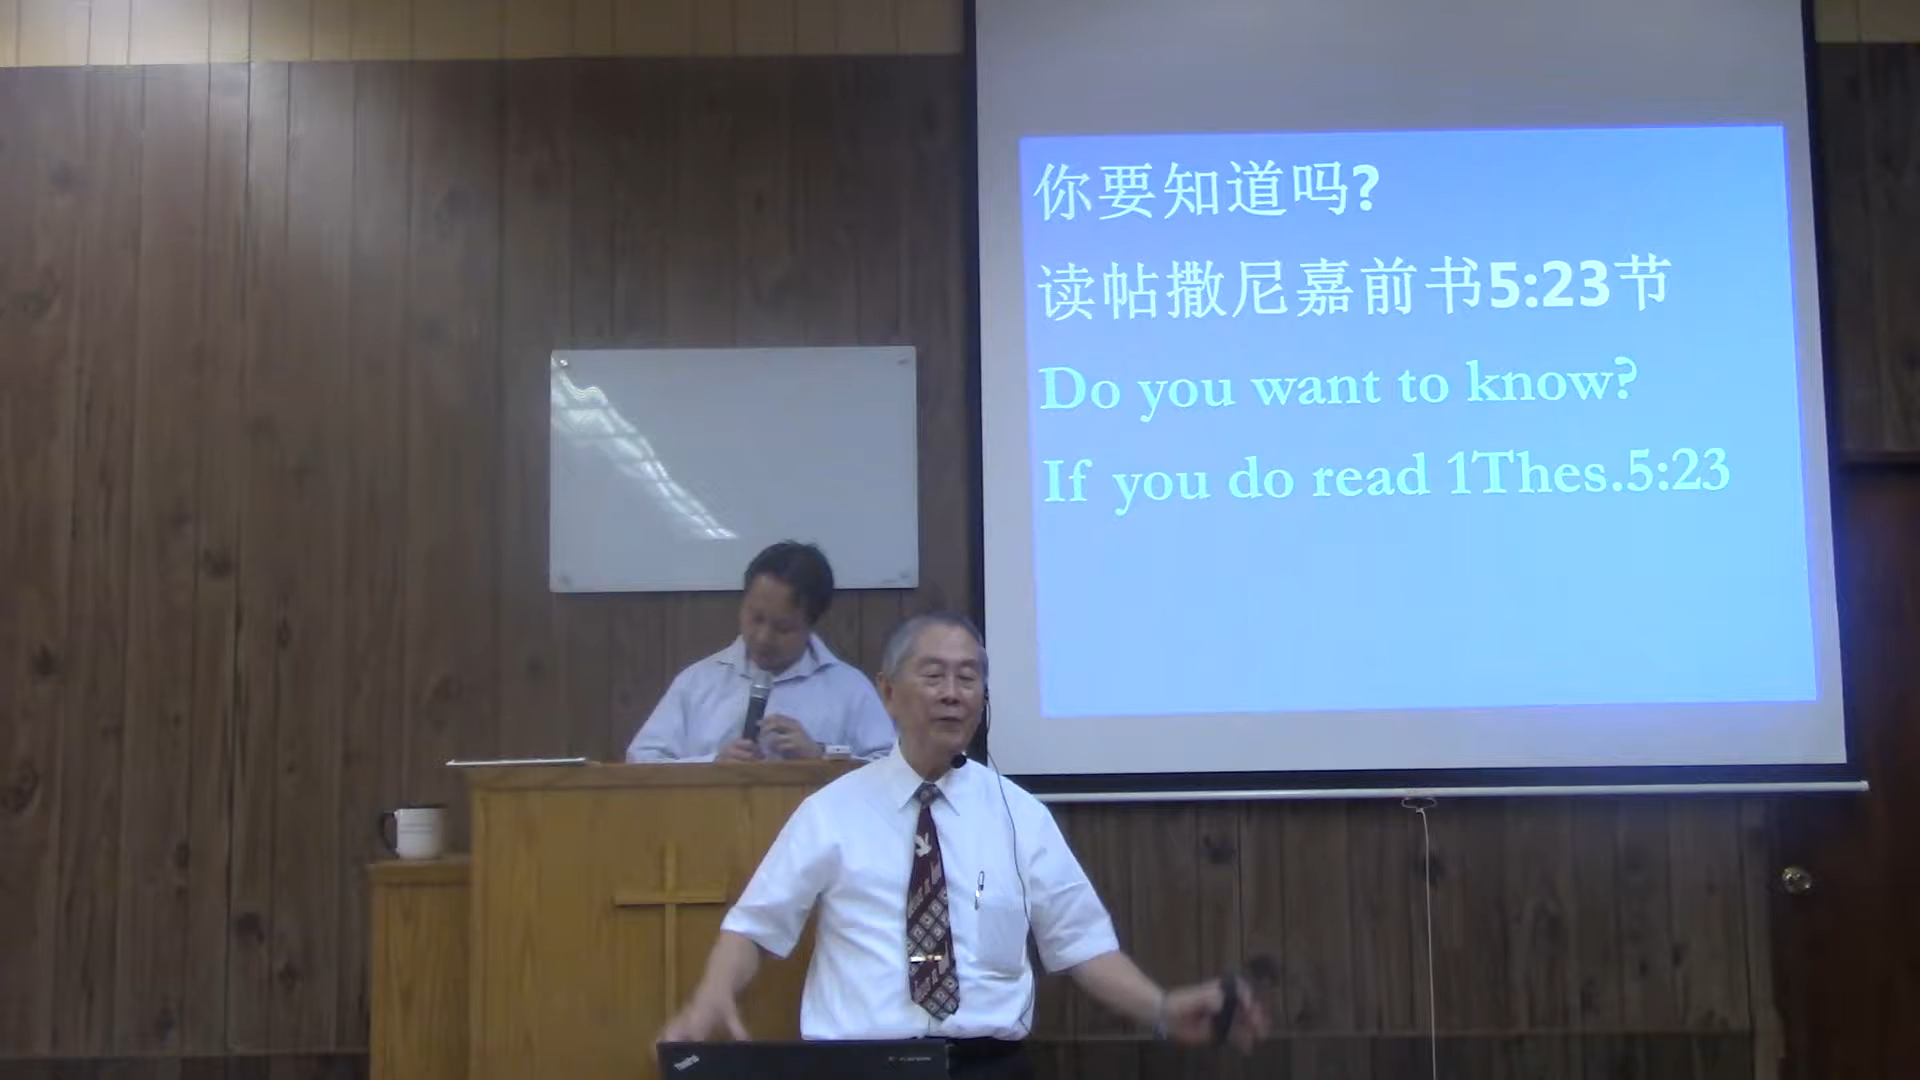 你要知道吗?
读帖撒尼嘉前书5:23节
Do you want to know?
If you do read 1Thes.5:23
ThinkPad